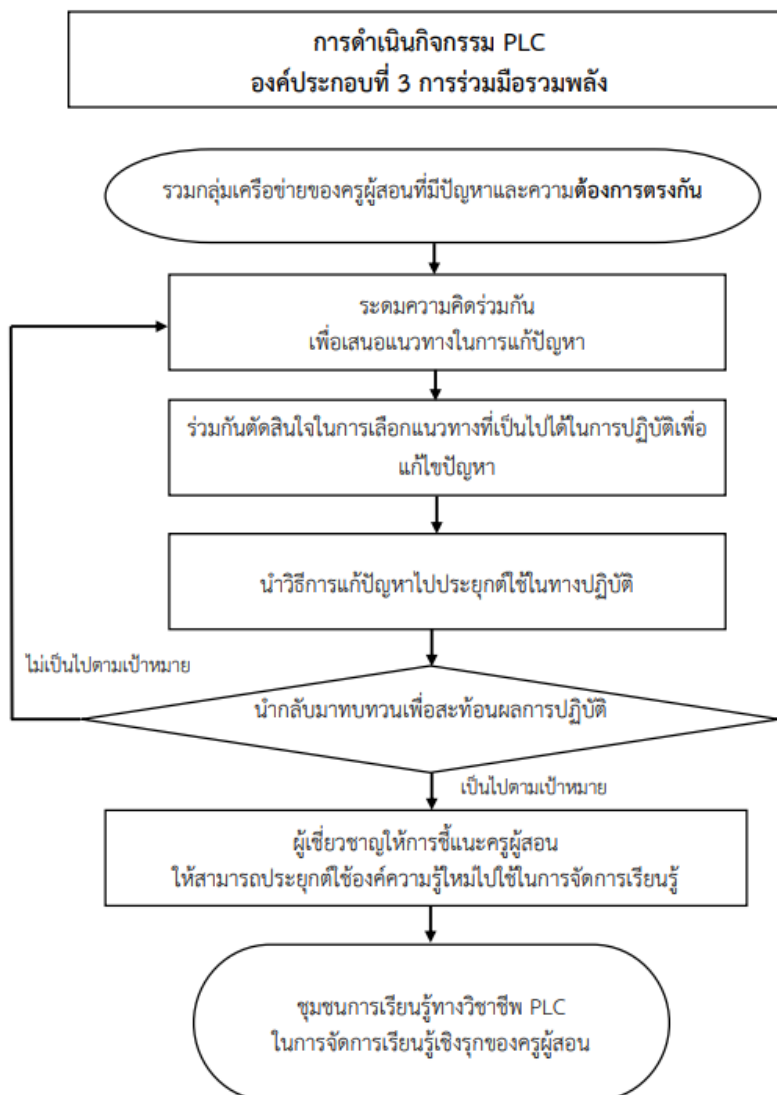 การดำเนินกิจกรรม PLC
องค์ประกอบที่ 3 การร่วมมือรวมพลัง
รวมกลุ่มเครือข่ายของครูผู้สอนที่มีปัญหาและความต้องการตรงกัน
ระดมความคิดร่วมกัน
เพื่อเสนอแนวทางในการแก้ปัญหา
ร่วมกันตัดสินใจในการเลือกแนวทางที่เป็นไปได้ในการปฏิบัติเพื่อ
แก้ไขปัญหา
นำวิธีการแก้ปัญหาไปประยุกต์ใช้ในทางปฏิบัติ
ไม่เป็นไปตามเป้าหมาย
นำกลับมาทบทวนเพื่อสะท้อนผลการปฏิบัติ
เป็นไปตามเป้าหมาย
ผู้เชี่ยวชาญให้การชี้แนะครูผู้สอน
ให้สามารถประยุกต์ใช้องค์ความรู้ใหม่ไปใช้ในการจัดการเรียนรู้
ชุมชนการเรียนรู้ทางวิชาชีพ PLC
ในการจัดการเรียนรู้เชิงรุกของครูผู้สอน